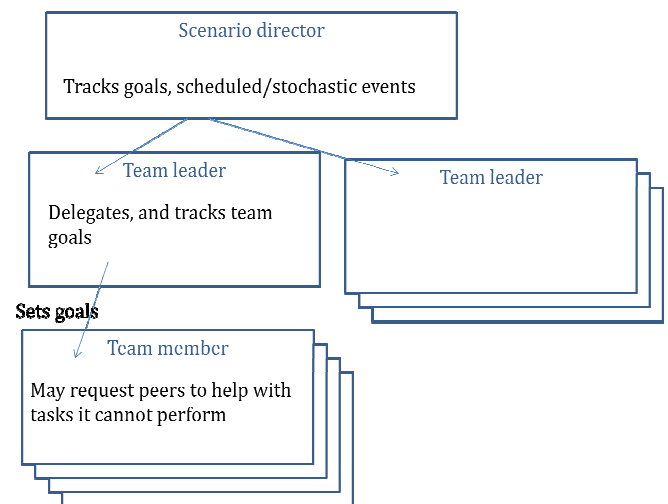 Scenario director
Tracks goals, scheduled/stochastic events
Team leader
Delegates, and tracks team
goals
Team leader
Sets goals
Team member
May request peers to help with
tasks it cannot perform